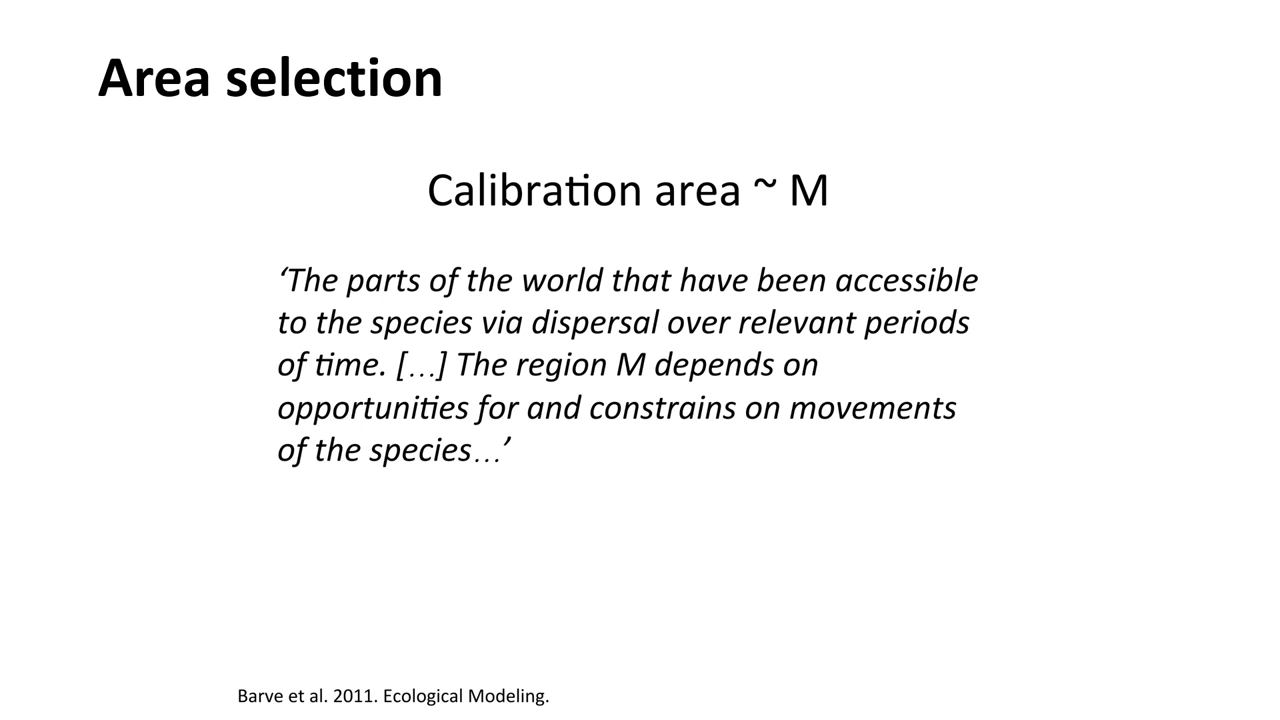 Area selection
Calibration area ~ M
‘The parts of the world that have been accessible
to the species via dispersal over relevant periods
of time. […] The region M depends on
opportunities for and constrains on movements
of the species…’
Barve et al. 2011. Ecological Modeling.